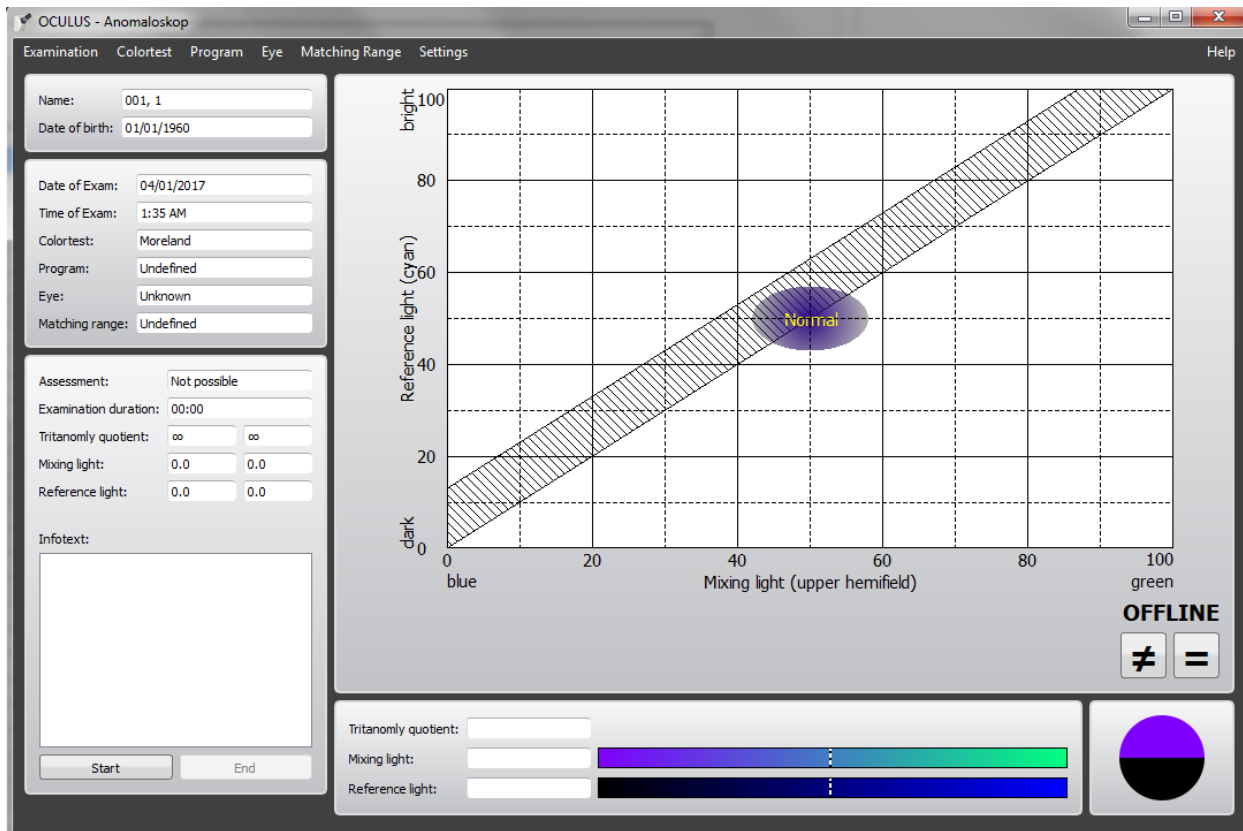 OCULUS - Anomaloskop
Examination Colortest Program Eye Matching Range Settings Help
Name: 001, 1
Date of birth: 01/01/1960
Date of Exam: 04/01/2017
Time of Exam: 1:35 AM
Colortest: Moreland
Program: Undefined
Eye: Unknown
Matching range: Undefined
Assessment: Not possible
Examination duration: 00:00
Tritanomly quotient: ∞ ∞
Mixing light: 0.0 0.0
Reference light: 0.0 0.0
Infotext:
Start End
bright
Reference light (cyan)
dark
100
80
60
40
20
0
Normal
0 20 40 60 80 100
blue Mixing light (upper hemifield) green
OFFLINE
≠ =
Tritanomly quotient:
Mixing light:
Reference light: